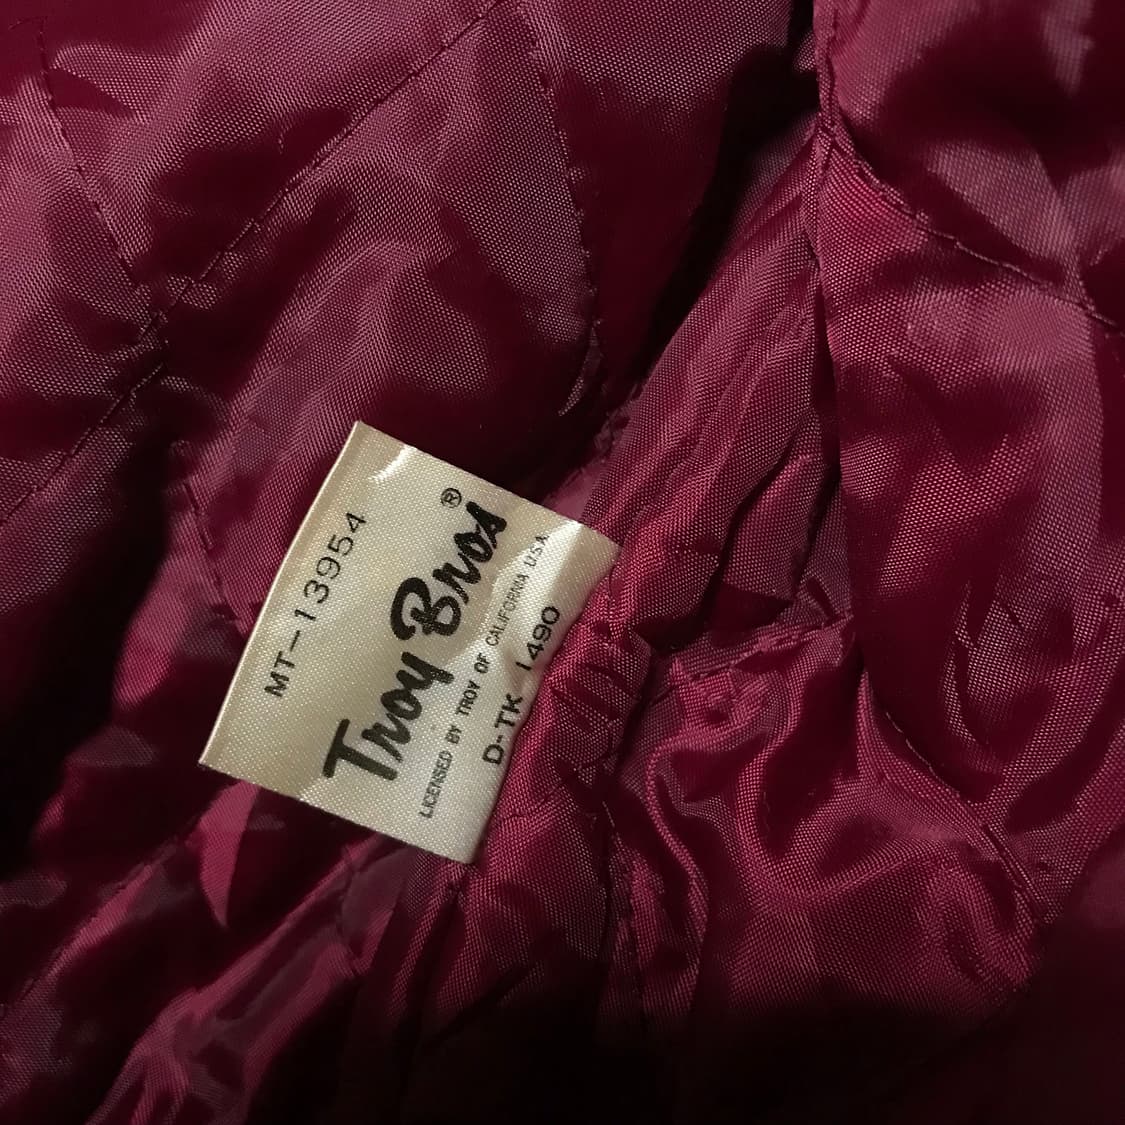 MT-13954
Troy Bros ®
LICENSED BY TROY OF CALIFORNIA U.S.A.
D-TK 1490